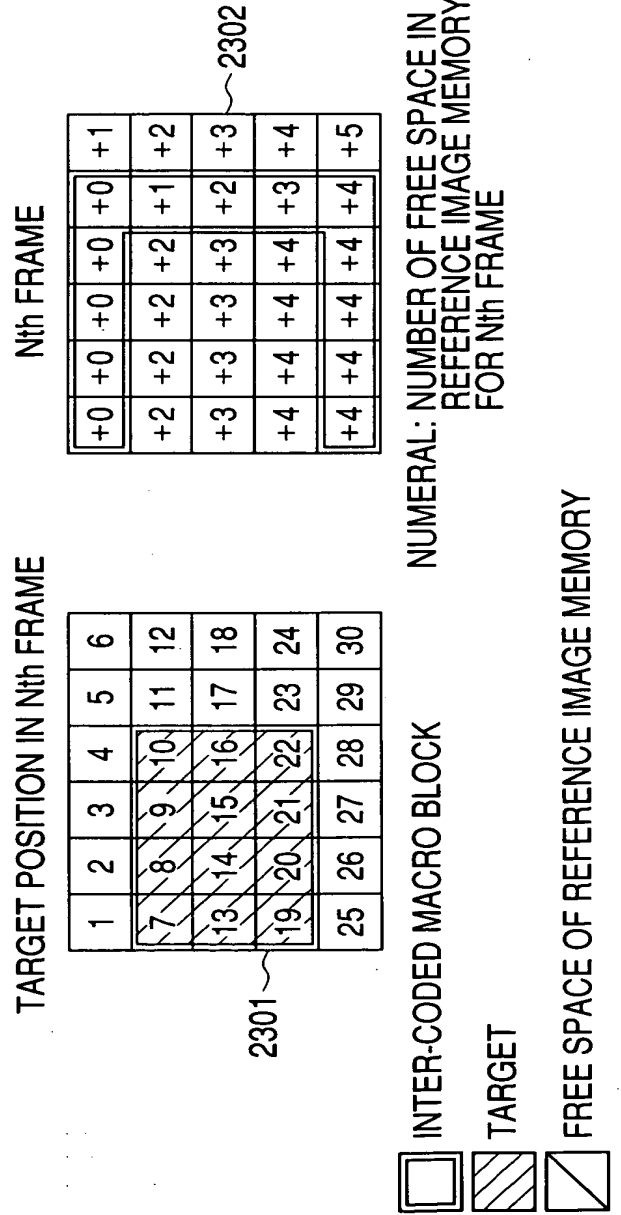 TARGET POSITION IN Nth FRAME
1 2 3 4 5 6
7 8 9 10 11 12
13 14 15 16 17 18
19 20 21 22 23 24
25 26 27 28 29 30
2301
Nth FRAME
+0 +0 +0 +0 +0 +1
+2 +2 +2 +2 +1 +2
+3 +3 +3 +3 +2 +3
+4 +4 +4 +4 +3 +4
+4 +4 +4 +4 +4 +5
2302
INTER-CODED MACRO BLOCK
TARGET
FREE SPACE OF REFERENCE IMAGE MEMORY
NUMERAL: NUMBER OF FREE SPACE IN
REFERENCE IMAGE MEMORY
FOR Nth FRAME